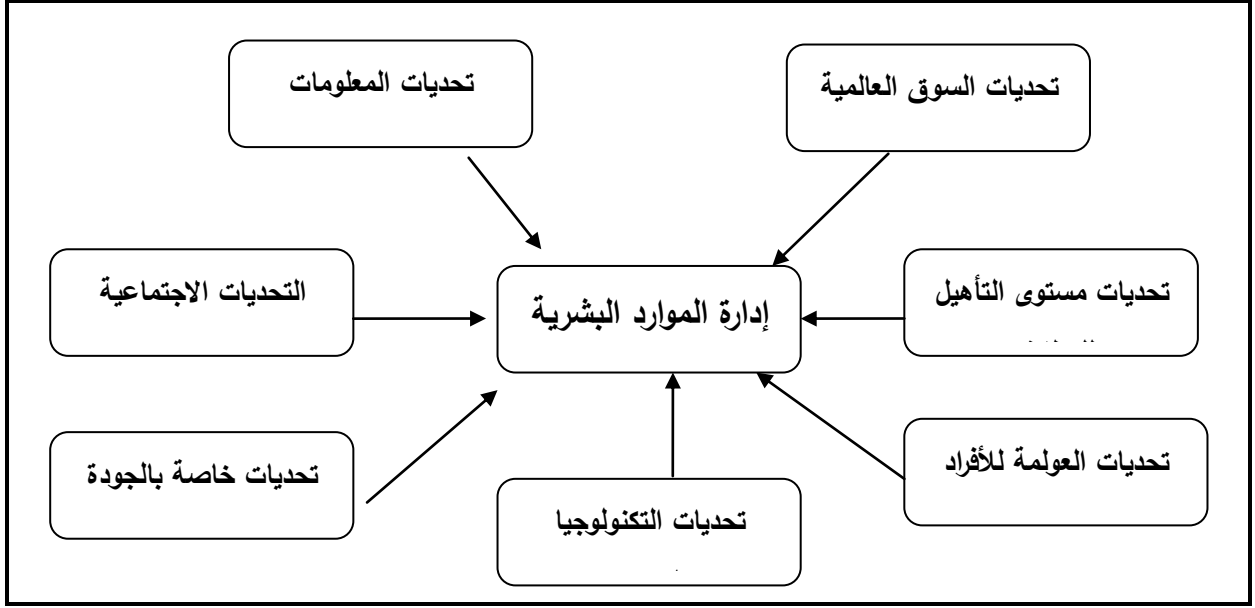 تحديات السوق العالمية
تحديات المعلومات
تحديات مستوى التأهيل
إدارة الموارد البشرية
التحديات الاجتماعية
تحديات العولمة للأفراد
تحديات التكنولوجيا
تحديات خاصة بالجودة